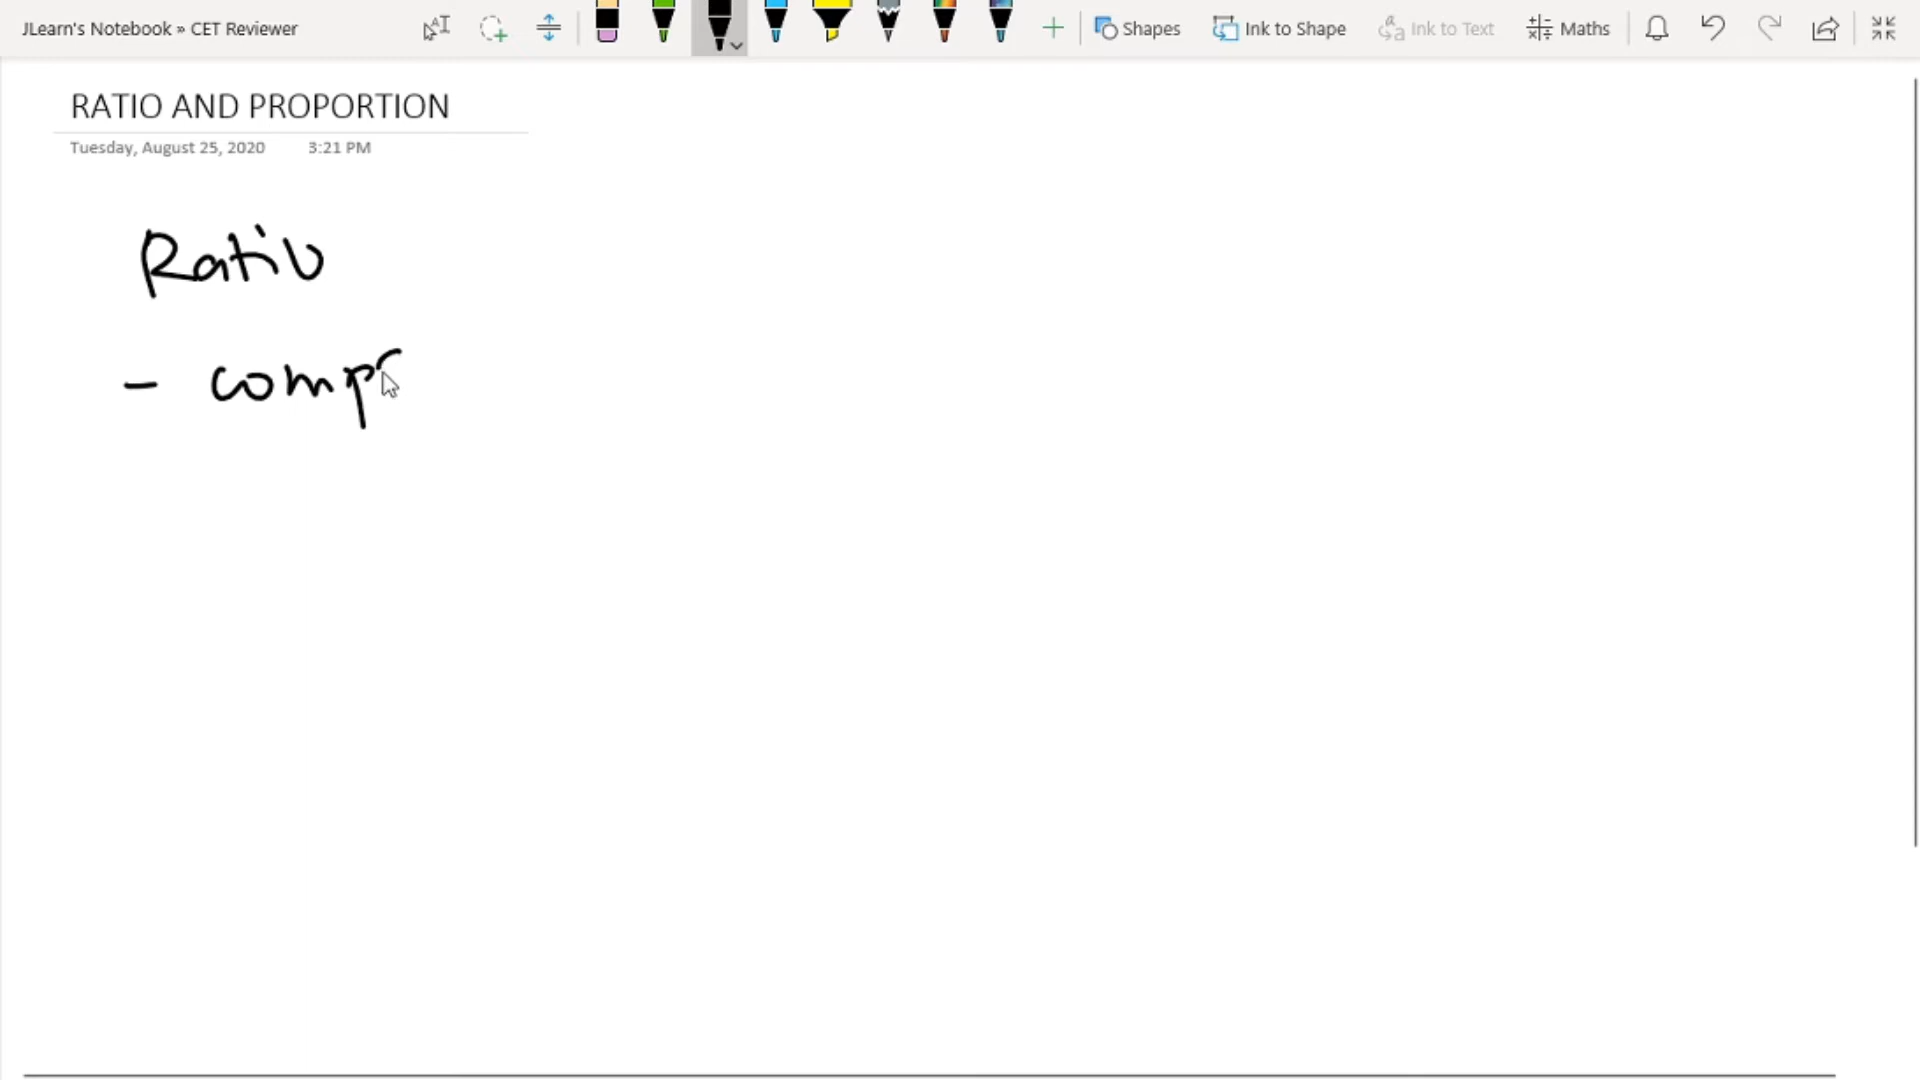 JLearn's Notebook » CET Reviewer Shapes Ink to Shape Ink to Text Maths
RATIO AND PROPORTION
Tuesday, August 25, 2020 3:21 PM
Ratio
- comp